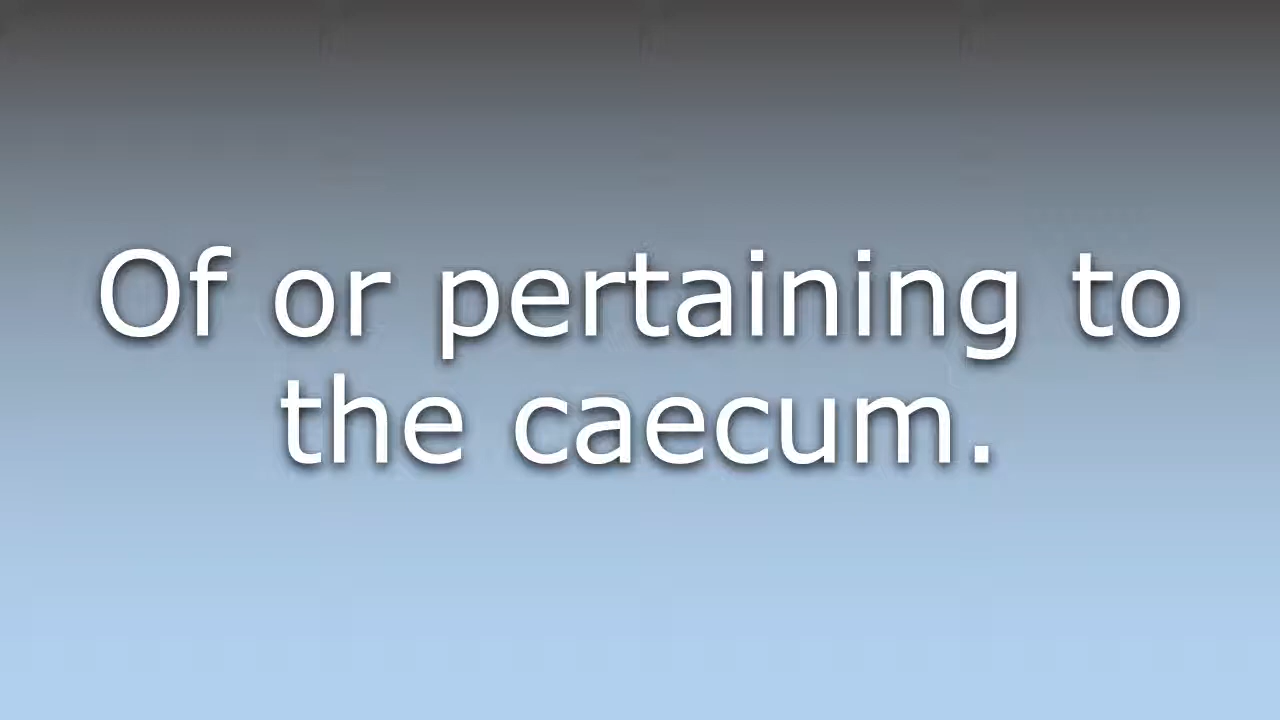 Of or pertaining to
the caecum.